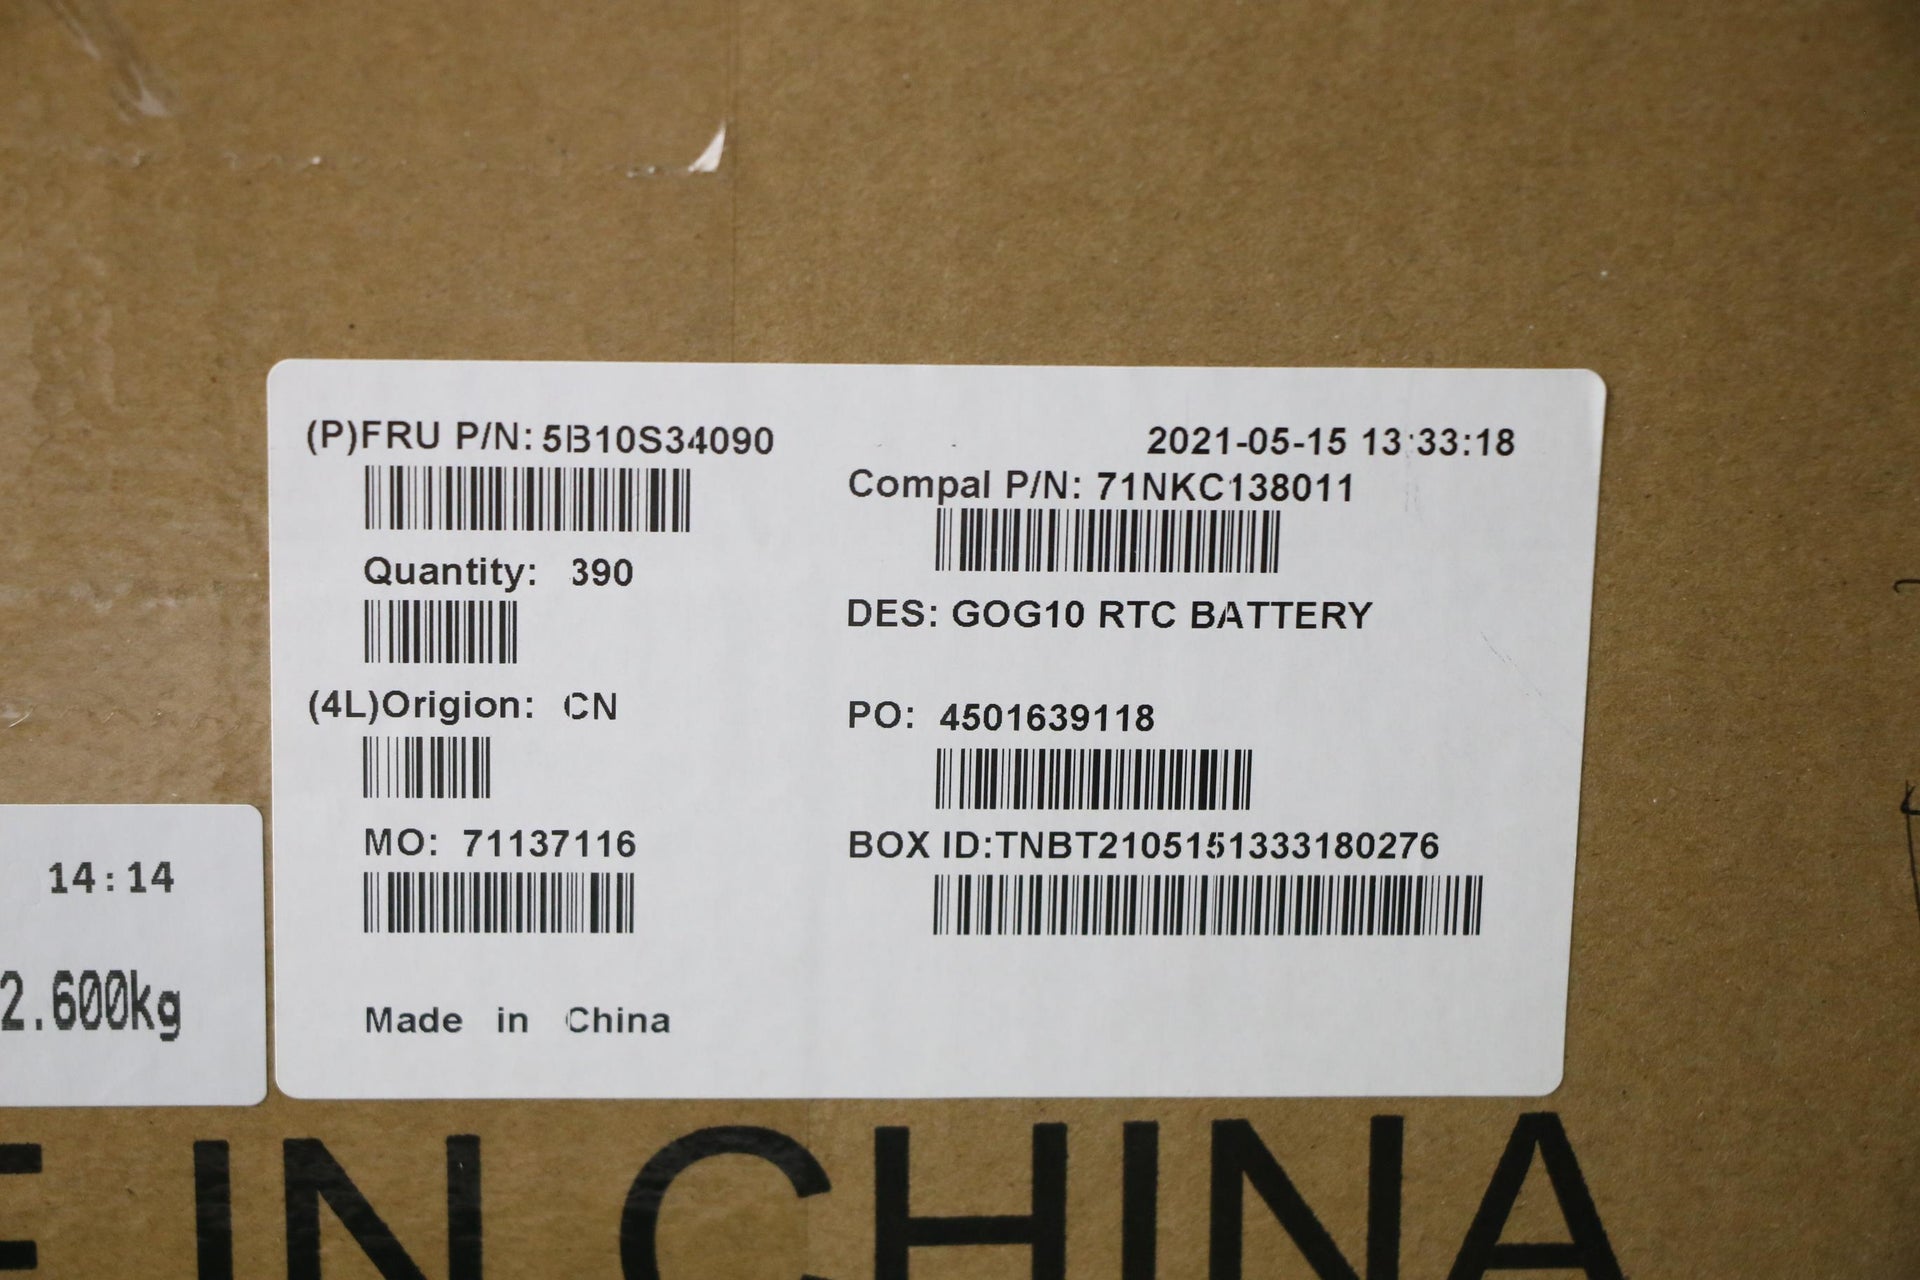 (P)FRU P/N: 5B10S34090
2021-05-15 13:33:18
Compal P/N: 71NKC138011
Quantity: 390
DES: GOG10 RTC BATTERY
(4L)Origion: CN
PO: 4501639118
MO: 71137116
BOX ID:TNBT2105151333180276
Made in China
14:14
2.600kg
E IN CHINA